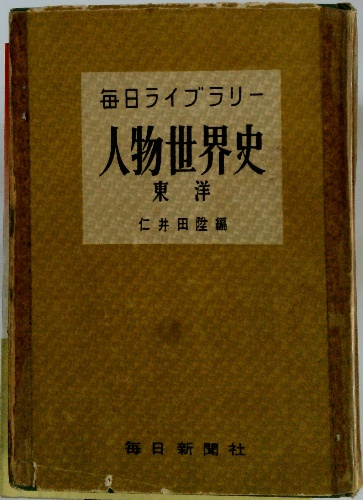 毎日ライブラリー
人物世界史
東洋
仁井田陞編
毎日新聞社